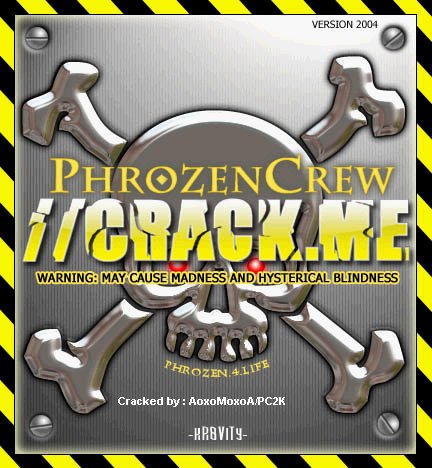 VERSION 2004
PHROZENCREW
//CRACK.ME
WARNING: MAY CAUSE MADNESS AND HYSTERICAL BLINDNESS
PHROZEN.4.LIFE
Cracked by : AoxoMoxoA/PC2K
-KR8VITy-